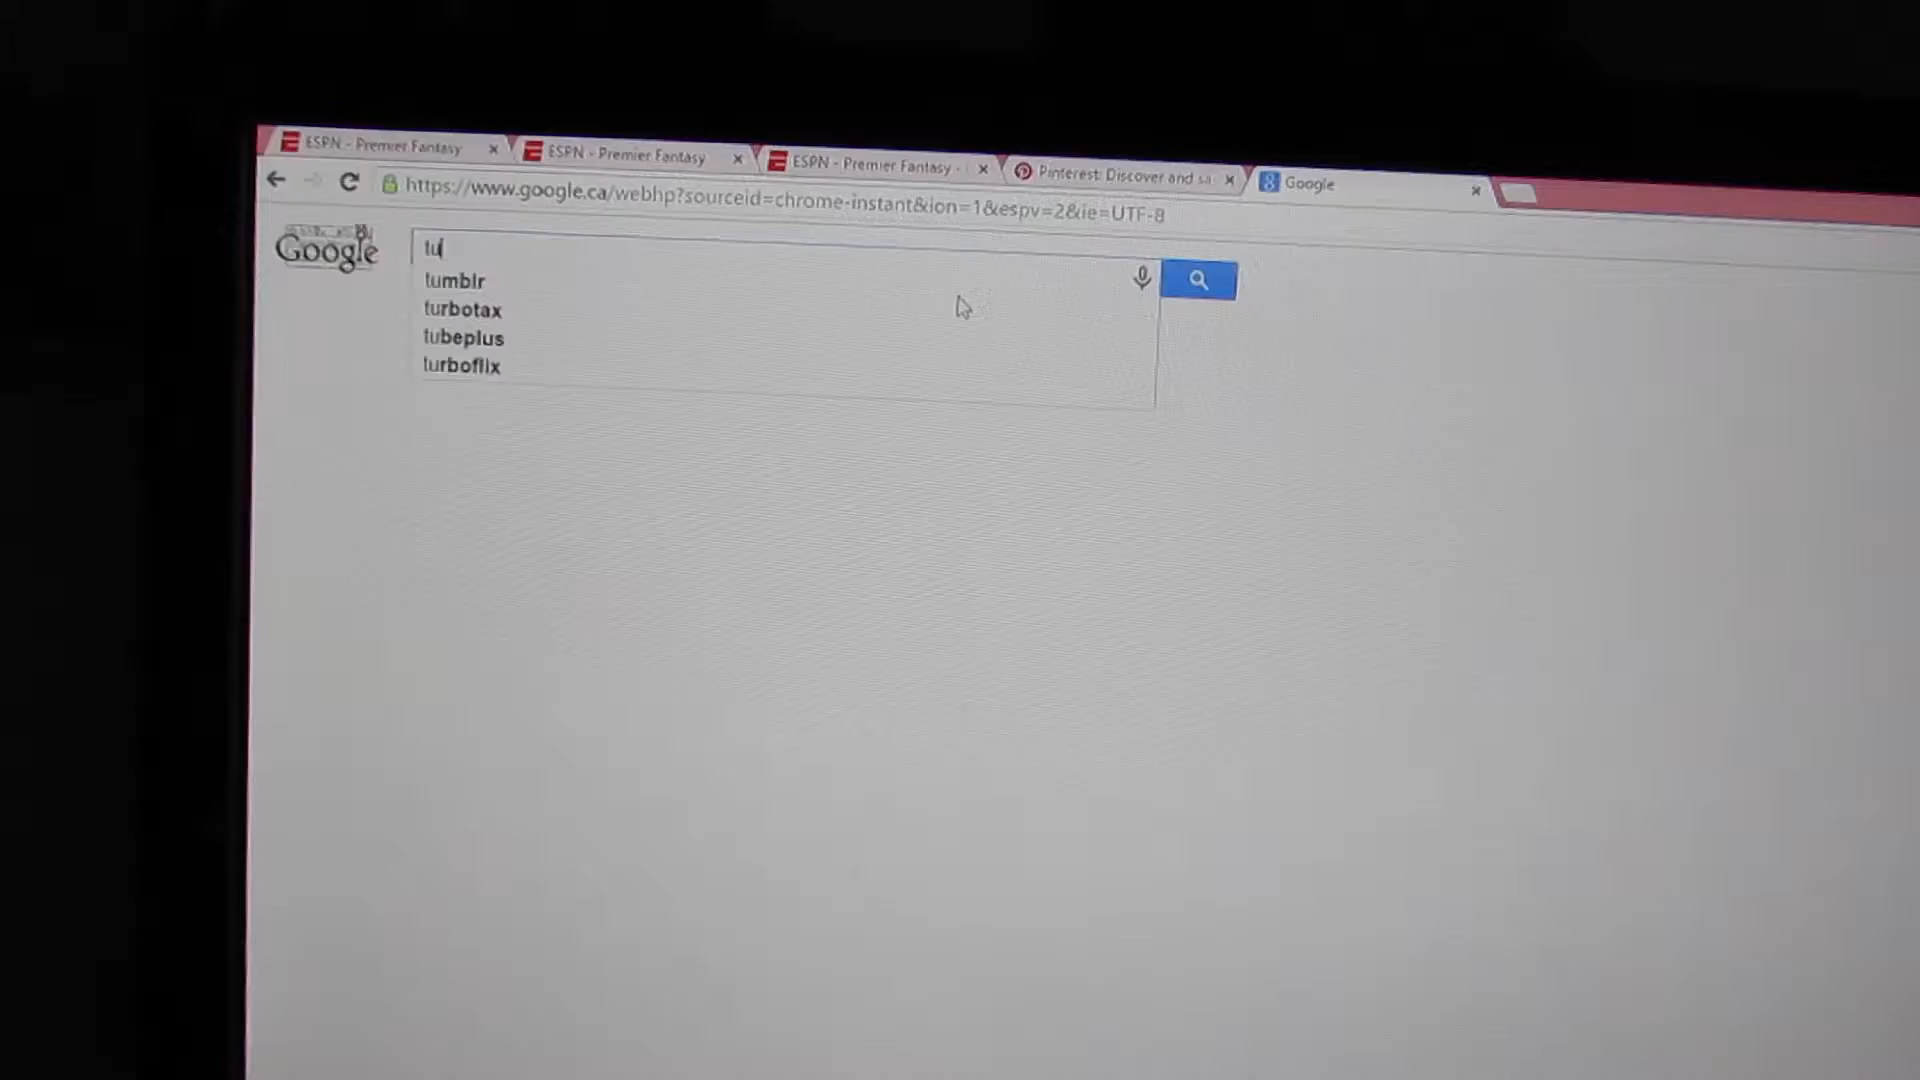 ESPN - Premier Fantasy
ESPN - Premier Fantasy
ESPN - Premier Fantasy -
Pinterest: Discover and sa
Google
https://www.google.ca/webhp?sourceid=chrome-instant&ion=1&espv=2&ie=UTF-8
Google
tu
tumblr
turbotax
tubeplus
turboflix